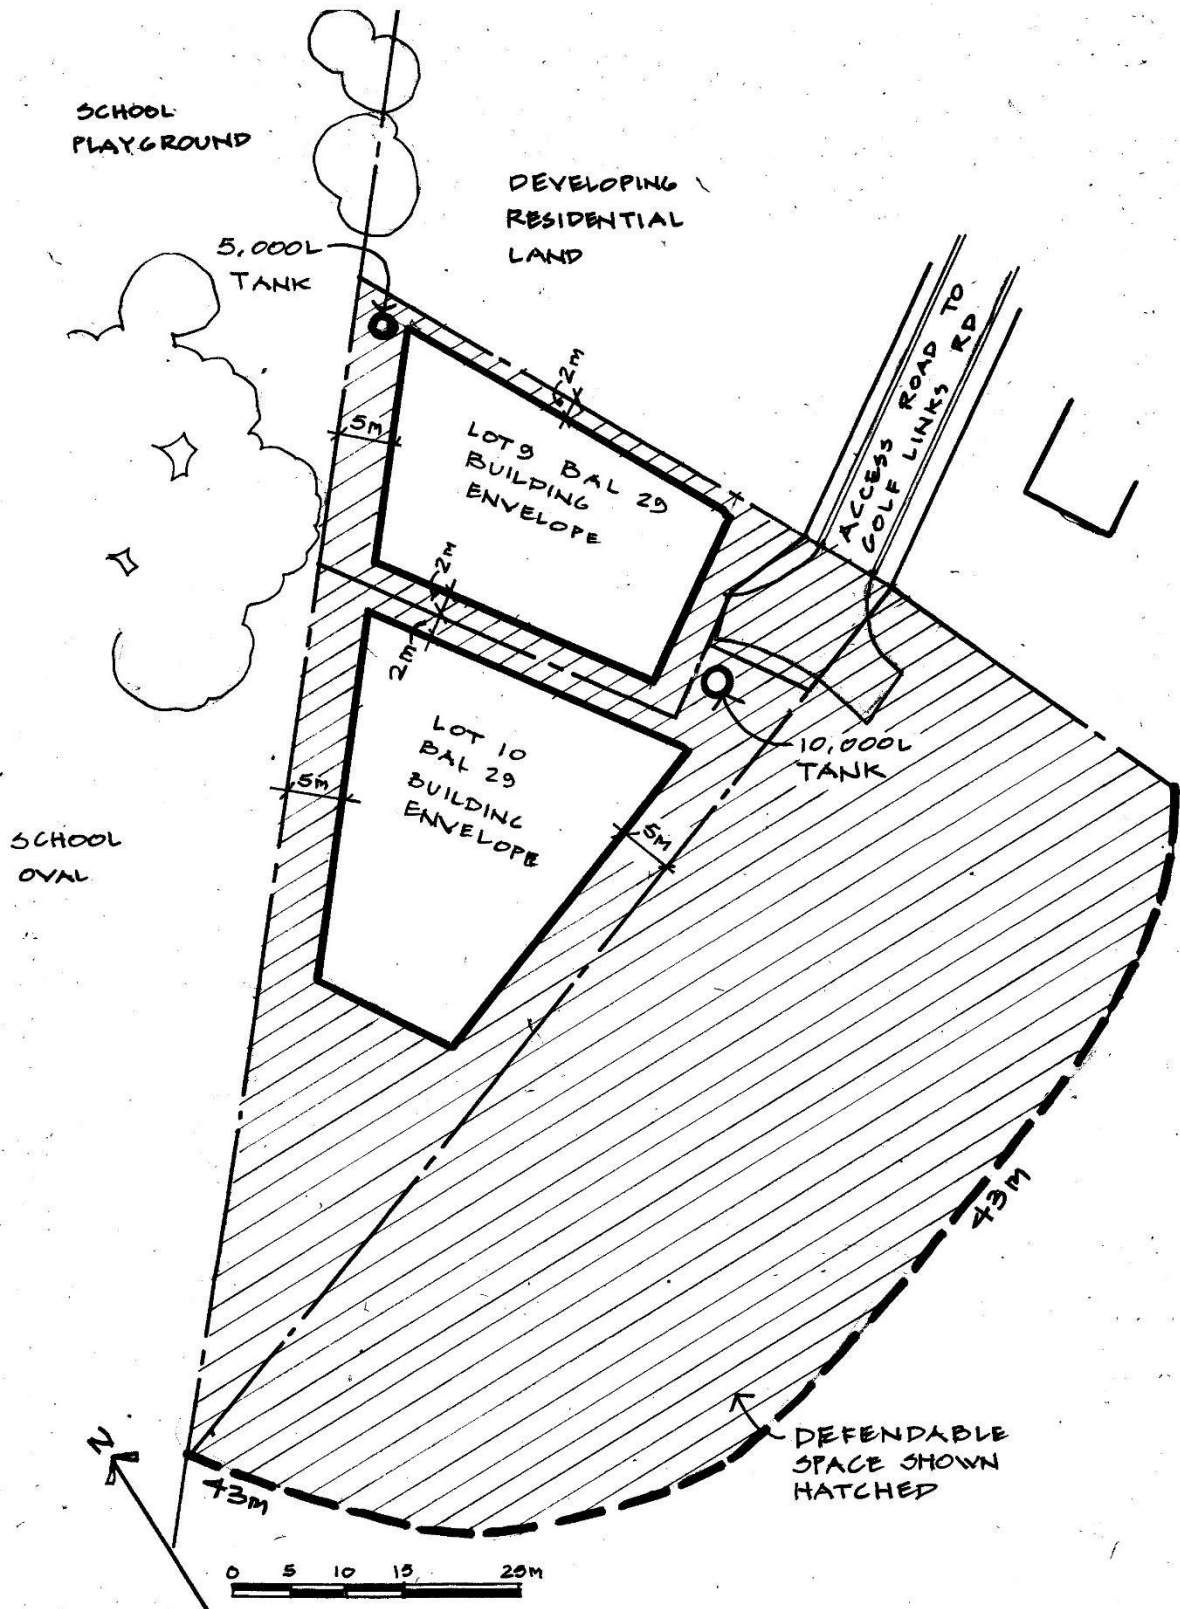 SCHOOL
PLAYGROUND
DEVELOPING
RESIDENTIAL
LAND
5,000L
TANK
2m
5m
LOT 9 BAL 29
BUILDING
ENVELOPE
ACCESS ROAD TO
GOLF LINKS RD
2m
2m
10,000L
TANK
LOT 10
BAL 29
BUILDING
ENVELOPE
5m
5M
SCHOOL
OVAL
43m
DEFENDABLE
SPACE SHOWN
HATCHED
N
43m
0 5 10 15 25m